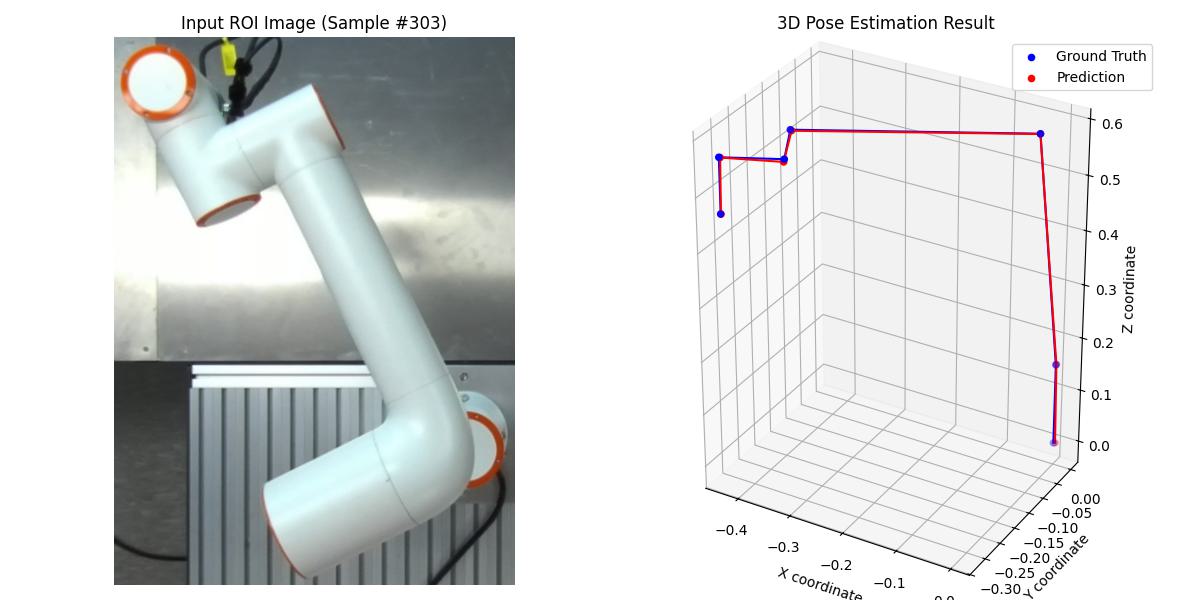 Input ROI Image (Sample #303)
3D Pose Estimation Result
Ground Truth
Prediction
0.6
0.5
0.4
0.3
0.2
0.1
0.0
Z coordinate
0.00
−0.05
−0.10
−0.15
−0.20
−0.25
−0.30
Y coordinate
−0.4
−0.3
−0.2
−0.1
0.0
X coordinate